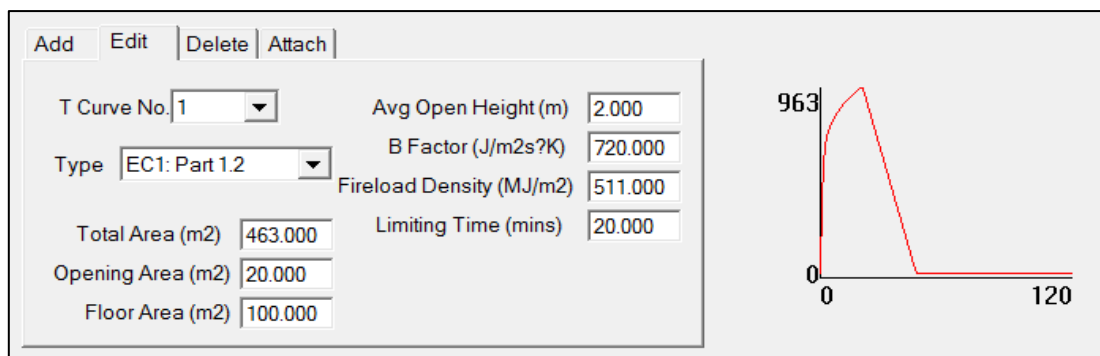 Add Edit Delete Attach
T Curve No. 1
Type EC1: Part 1.2
Total Area (m2) 463.000
Opening Area (m2) 20.000
Floor Area (m2) 100.000
Avg Open Height (m) 2.000
B Factor (J/m2s?K) 720.000
Fireload Density (MJ/m2) 511.000
Limiting Time (mins) 20.000
963
0
0 120